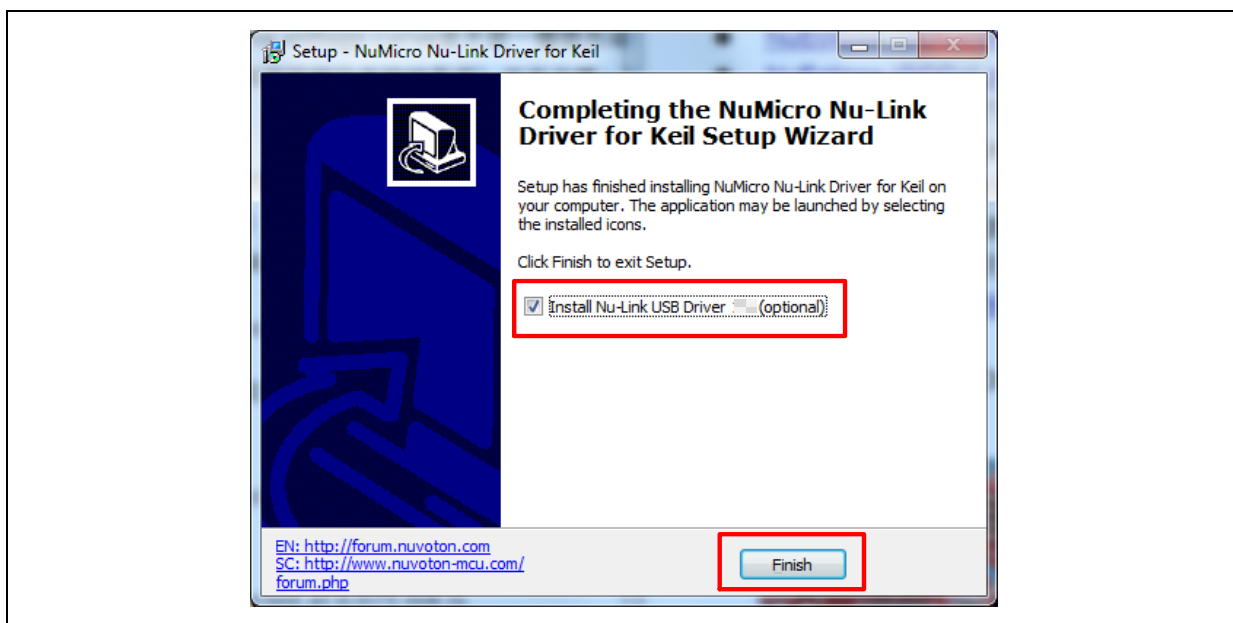 Setup - NuMicro Nu-Link Driver for Keil
Completing the NuMicro Nu-Link
Driver for Keil Setup Wizard
Setup has finished installing NuMicro Nu-Link Driver for Keil on
your computer. The application may be launched by selecting
the installed icons.
Click Finish to exit Setup.
Install Nu-Link USB Driver (optional)
EN: http://forum.nuvoton.com
SC: http://www.nuvoton-mcu.com/
forum.php
Finish